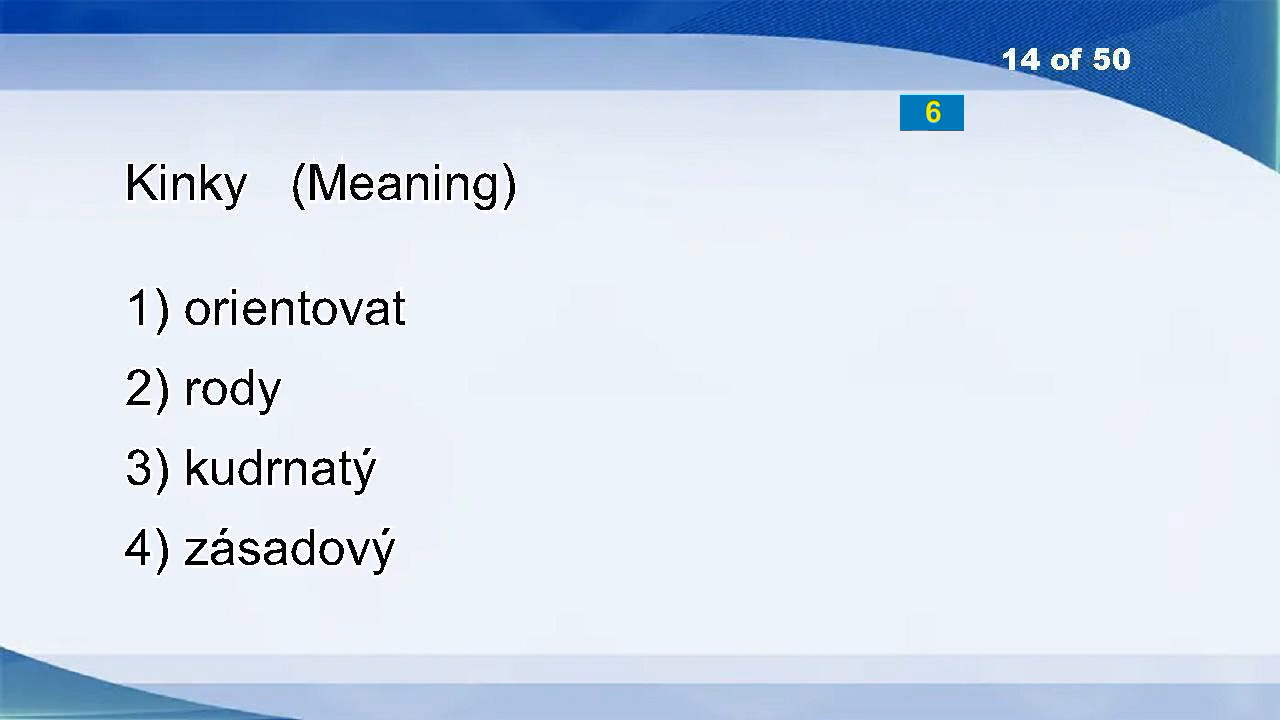 14 of 50
6
Kinky (Meaning)
1) orientovat
2) rody
3) kudrnatý
4) zásadový